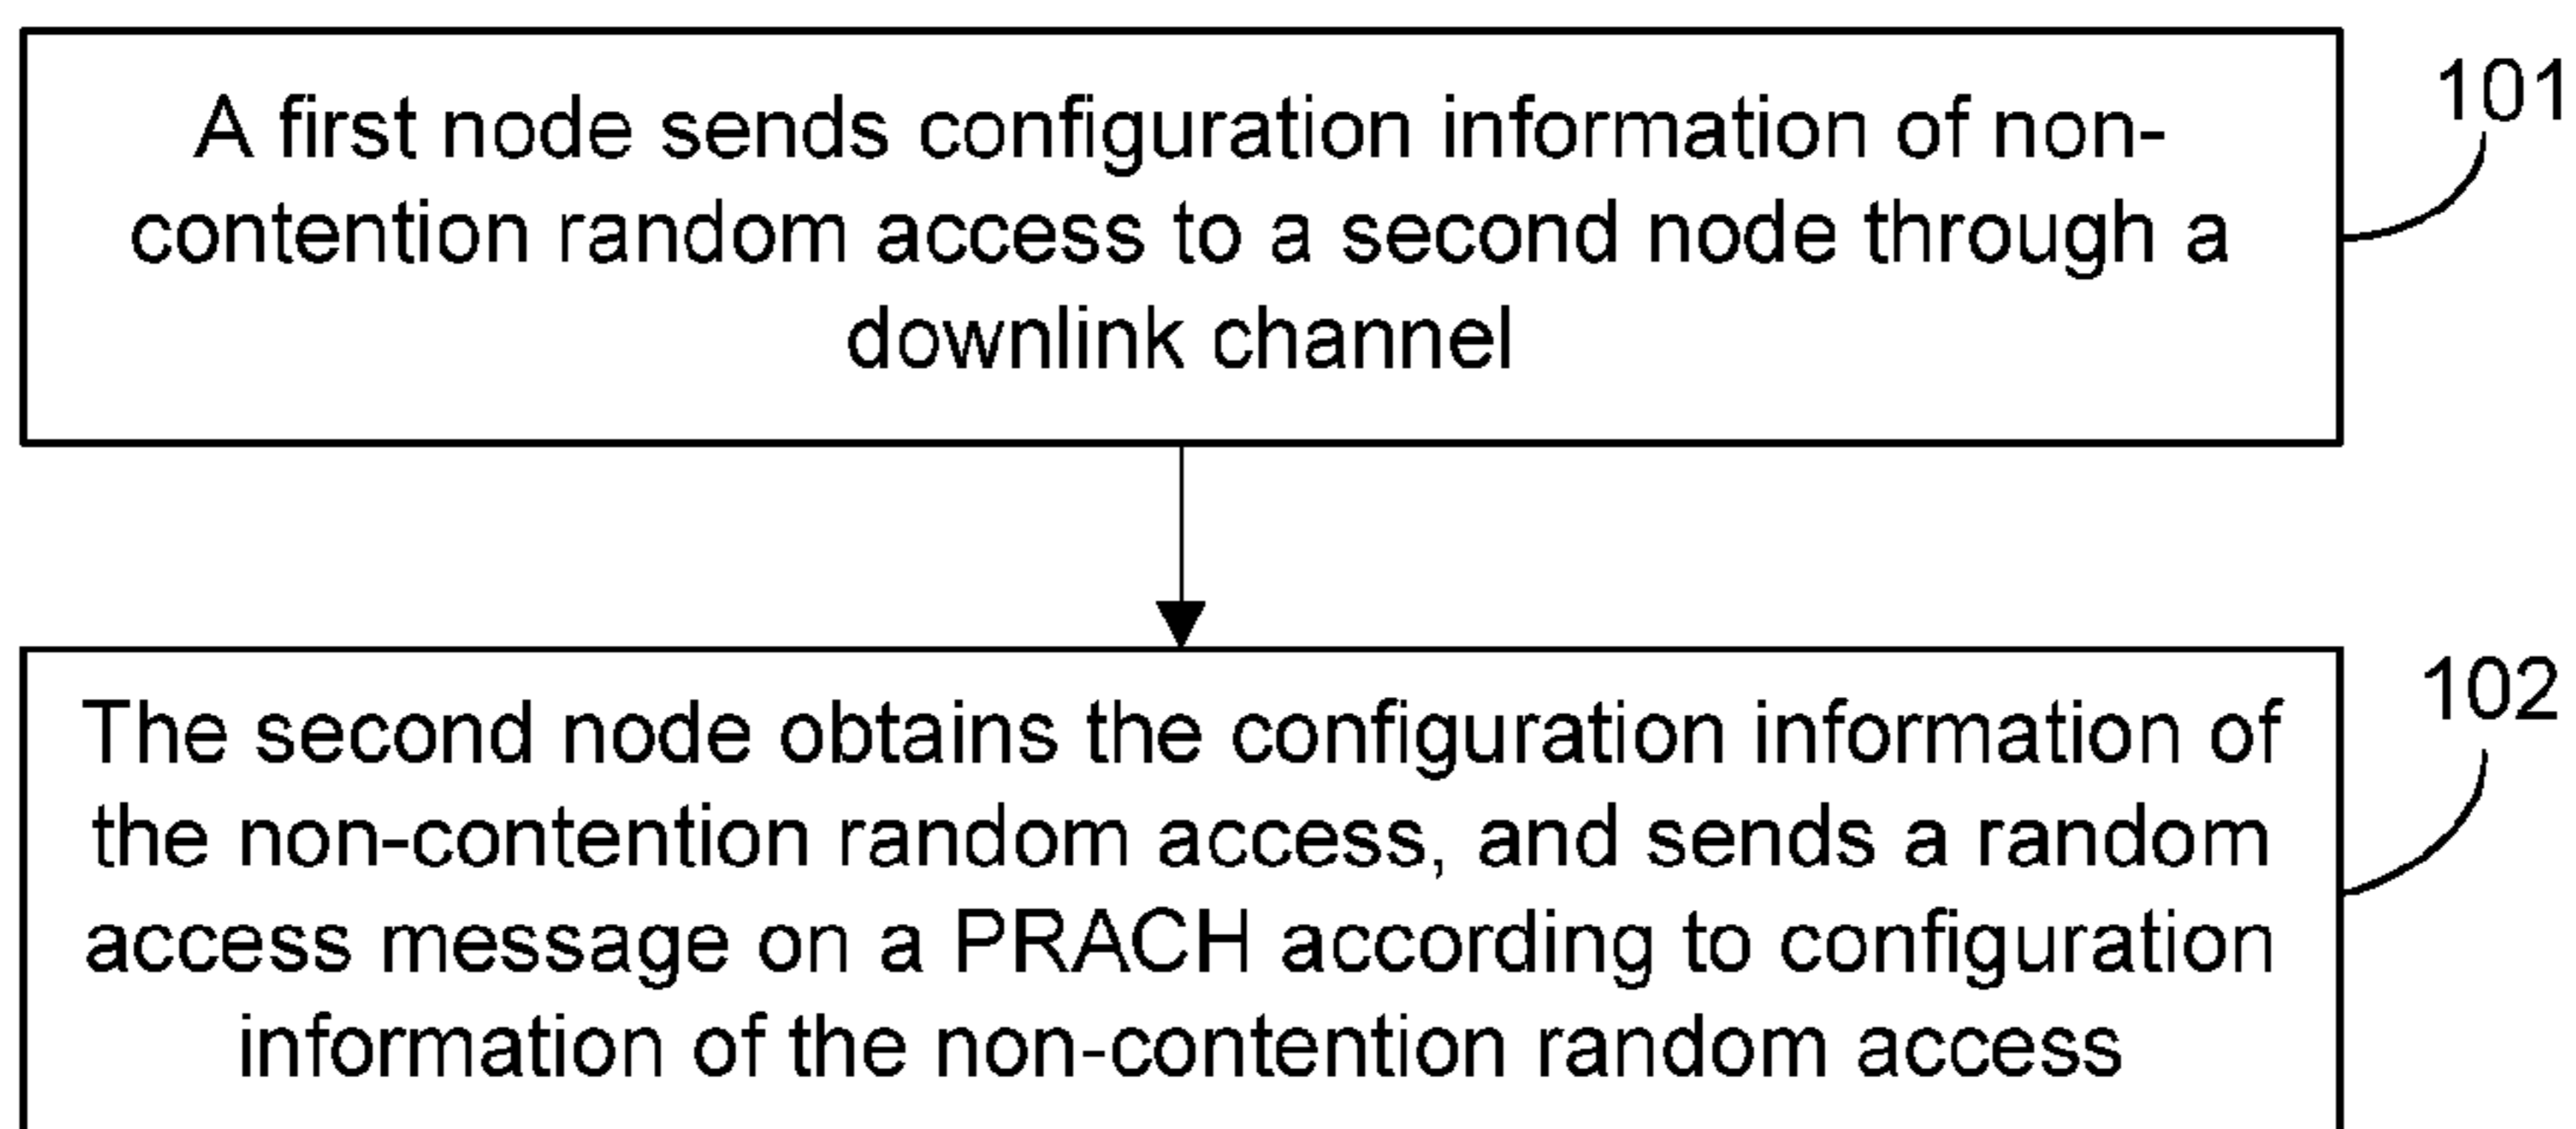 A first node sends configuration information of non-
contention random access to a second node through a
downlink channel
101
The second node obtains the configuration information of
the non-contention random access, and sends a random
access message on a PRACH according to configuration
information of the non-contention random access
102